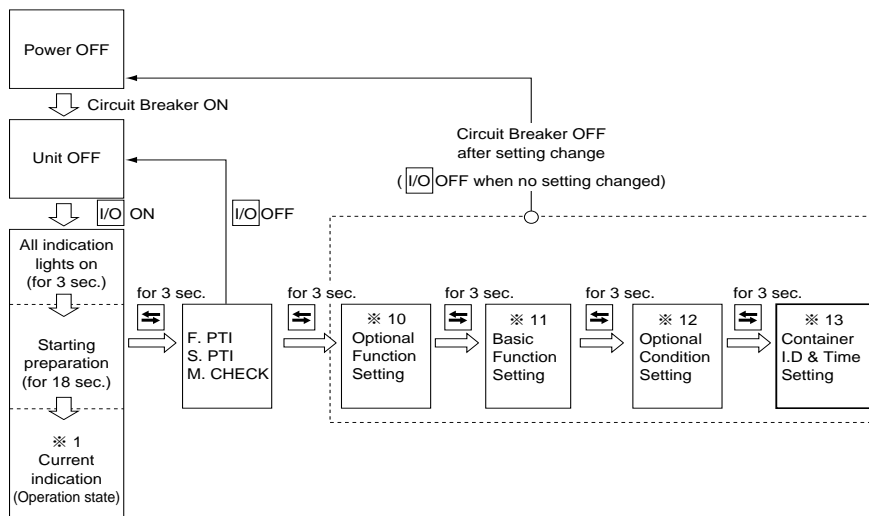 Power OFF
Circuit Breaker ON
Unit OFF
I/O ON
I/O OFF
Circuit Breaker OFF
after setting change
( I/O OFF when no setting changed)
All indication
lights on
(for 3 sec.)
Starting
preparation
(for 18 sec.)
※ 1
Current
indication
(Operation state)
for 3 sec.
F. PTI
S. PTI
M. CHECK
for 3 sec.
※ 10
Optional
Function
Setting
for 3 sec.
※ 11
Basic
Function
Setting
for 3 sec.
※ 12
Optional
Condition
Setting
for 3 sec.
※ 13
Container
I.D & Time
Setting